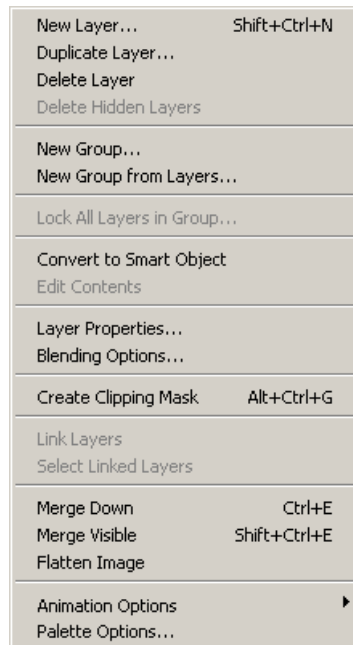 New Layer... Shift+Ctrl+N
Duplicate Layer...
Delete Layer
Delete Hidden Layers
New Group...
New Group from Layers...
Lock All Layers in Group...
Convert to Smart Object
Edit Contents
Layer Properties...
Blending Options...
Create Clipping Mask Alt+Ctrl+G
Link Layers
Select Linked Layers
Merge Down Ctrl+E
Merge Visible Shift+Ctrl+E
Flatten Image
Animation Options
Palette Options...